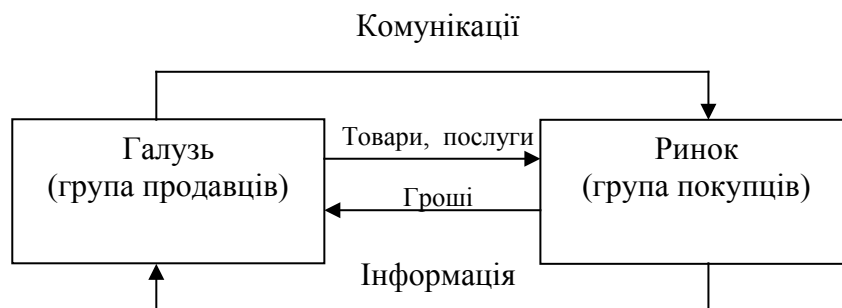 Комунікації
Галузь
(група продавців)
Товари, послуги
Гроші
Ринок
(група покупців)
Інформація